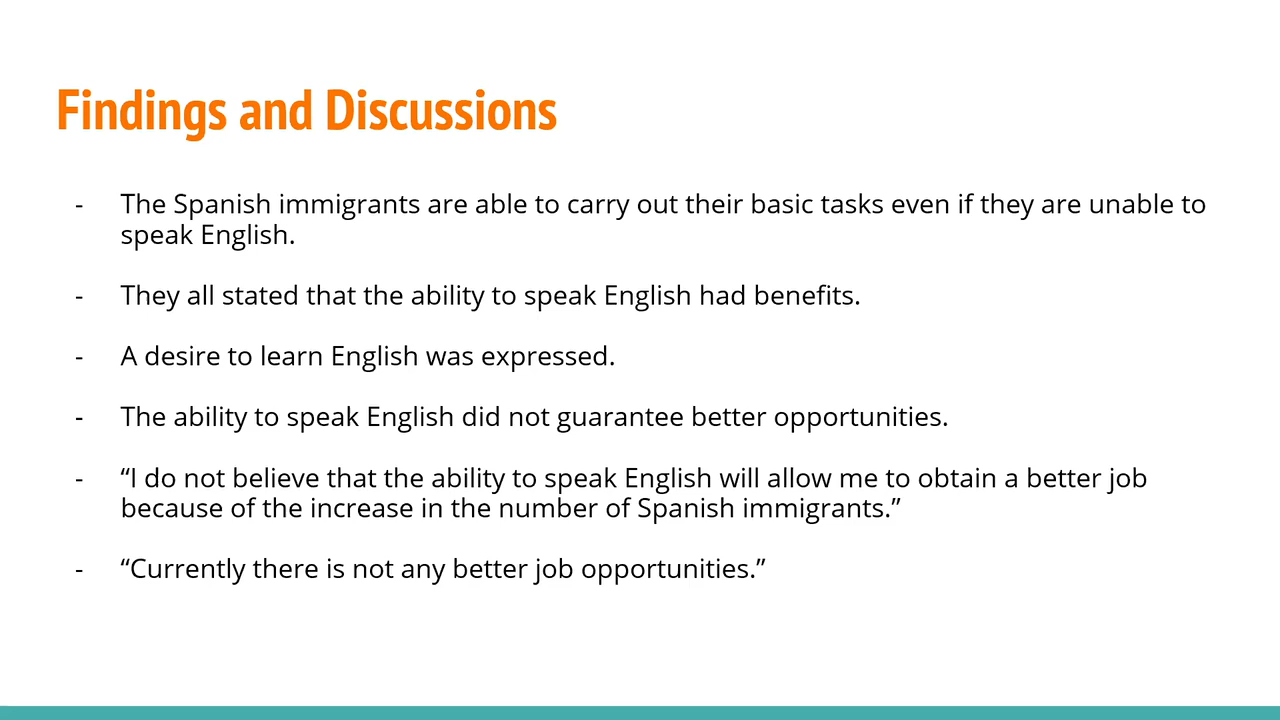 Findings and Discussions
- The Spanish immigrants are able to carry out their basic tasks even if they are unable to
speak English.
- They all stated that the ability to speak English had benefits.
- A desire to learn English was expressed.
- The ability to speak English did not guarantee better opportunities.
- “I do not believe that the ability to speak English will allow me to obtain a better job
because of the increase in the number of Spanish immigrants.”
- “Currently there is not any better job opportunities.”